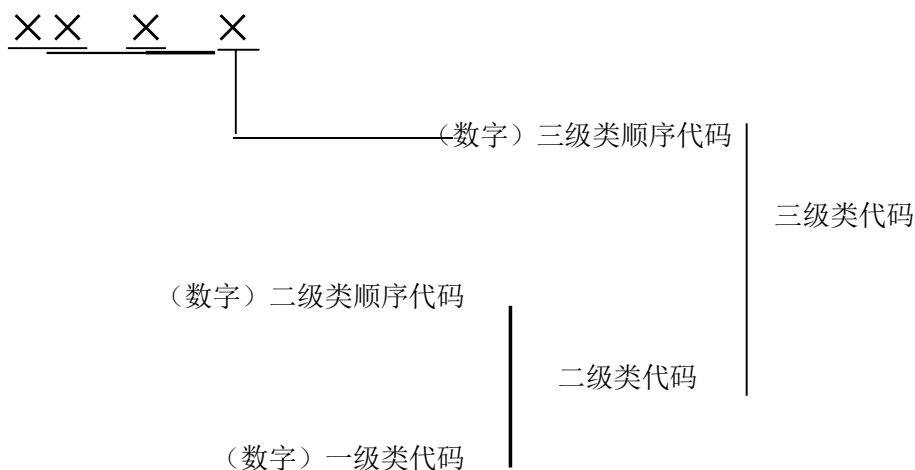 ×× × ×
（数字）三级类顺序代码
三级类代码
（数字）二级类顺序代码
二级类代码
（数字）一级类代码